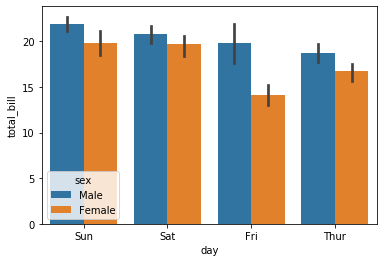 20
15
10
5
0
total_bill
sex
Male
Female
Sun Sat Fri Thur
day